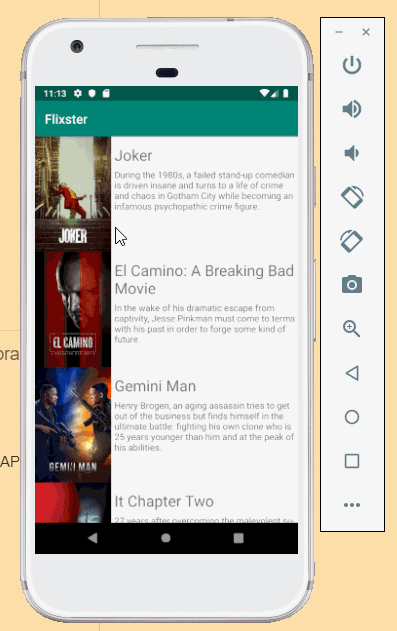 11:13
Flixster
Joker
During the 1980s, a failed stand-up comedian
is driven insane and turns to a life of crime
and chaos in Gotham City while becoming an
infamous psychopathic crime figure.
JOKER
El Camino: A Breaking Bad
Movie
In the wake of his dramatic escape from
captivity, Jesse Pinkman must come to terms
with his past in order to forge some kind of
future.
EL CAMINO
Gemini Man
Henry Brogen, an aging assassin tries to get
out of the business but finds himself in the
ultimate battle: fighting his own clone who is
25 years younger than him and at the peak of
his abilities.
GEMINI MAN
It Chapter Two
27 years after overcoming the malevolent
ora
AP